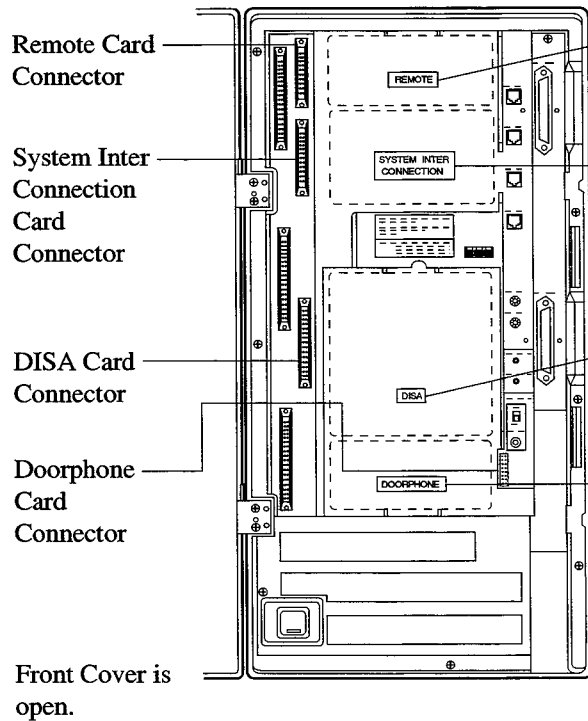 Remote Card
Connector
REMOTE
System Inter
Connection
Card
Connector
SYSTEM INTER
CONNECTION
DISA Card
Connector
DISA
Doorphone
Card
Connector
DOORPHONE
Front Cover is
open.